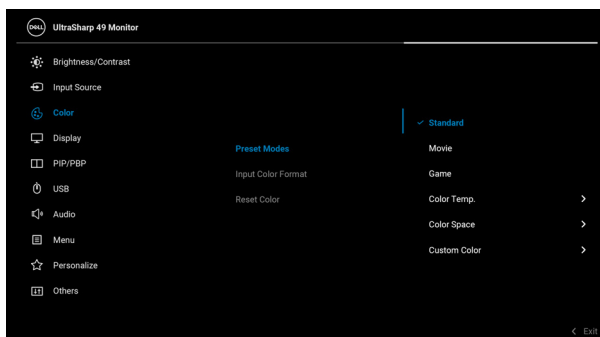 DELL UltraSharp 49 Monitor
Brightness/Contrast
Input Source
Color
Display
PIP/PBP
USB
Audio
Menu
Personalize
Others
Preset Modes
Input Color Format
Reset Color
Standard
Movie
Game
Color Temp.
Color Space
Custom Color
Exit